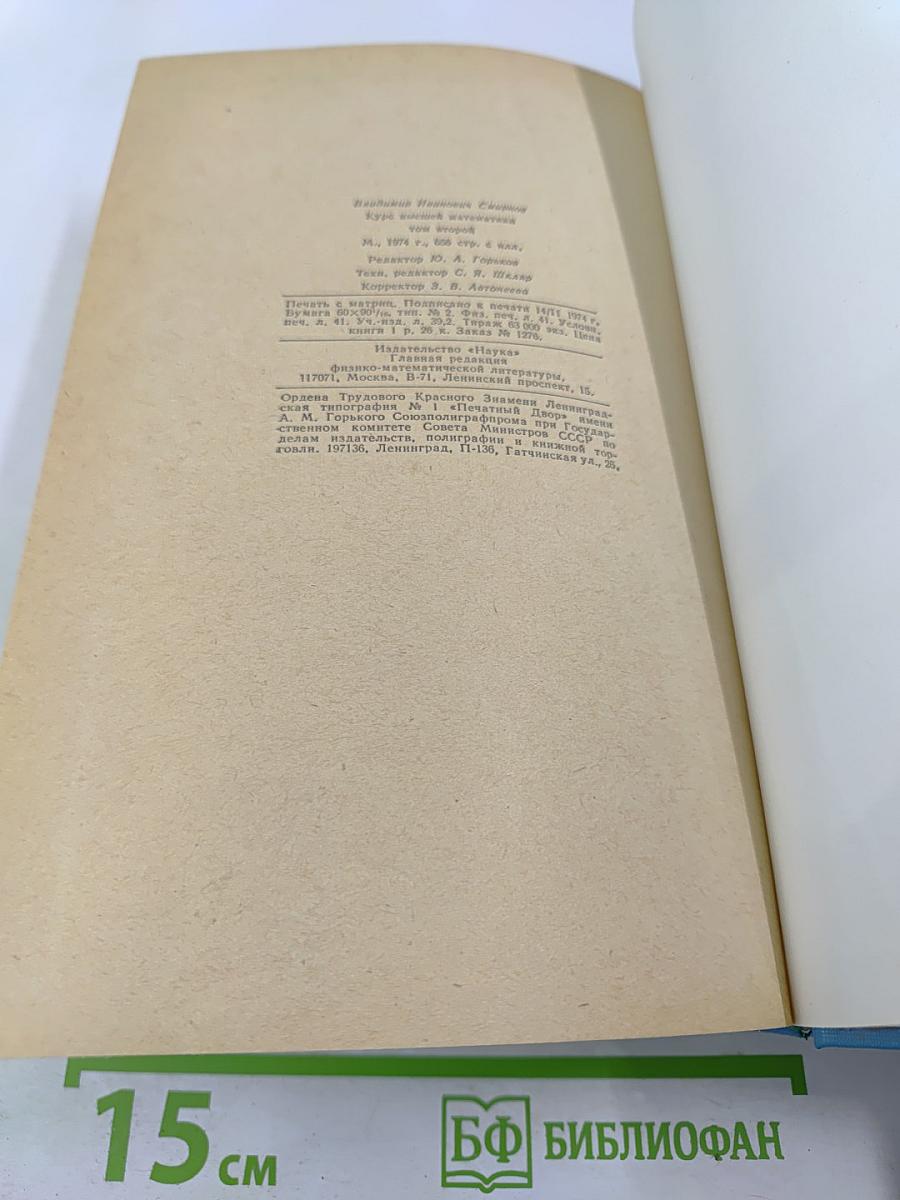 Владимир Иванович Смирнов
Курс высшей математики
том второй
М., 1974 г., 656 стр. с илл.
Редактор Ю. А. Горьков
Техн. редактор С. Я. Шкляр
Корректор З. В. Автонеева
Печать с матриц. Подписано к печати 14/II 1974 г.
Бумага 60×90¹/₁₆, тип. № 2. Физ. печ. л. 41. Условн.
печ. л. 41. Уч.-изд. л. 39,2. Тираж 63 000 экз. Цена
книги 1 р. 26 к. Заказ № 1276.
Издательство «Наука»
Главная редакция
физико-математической литературы,
117071, Москва, В-71, Ленинский проспект, 15.
Ордена Трудового Красного Знамени Ленинград-
ская типография № 1 «Печатный Двор» имени
А. М. Горького Союзполиграфпрома при Государ-
ственном комитете Совета Министров СССР по
делам издательств, полиграфии и книжной тор-
говли. 197136, Ленинград, П-136, Гатчинская ул., 26.
15 см
БФ БИБЛИОФАН